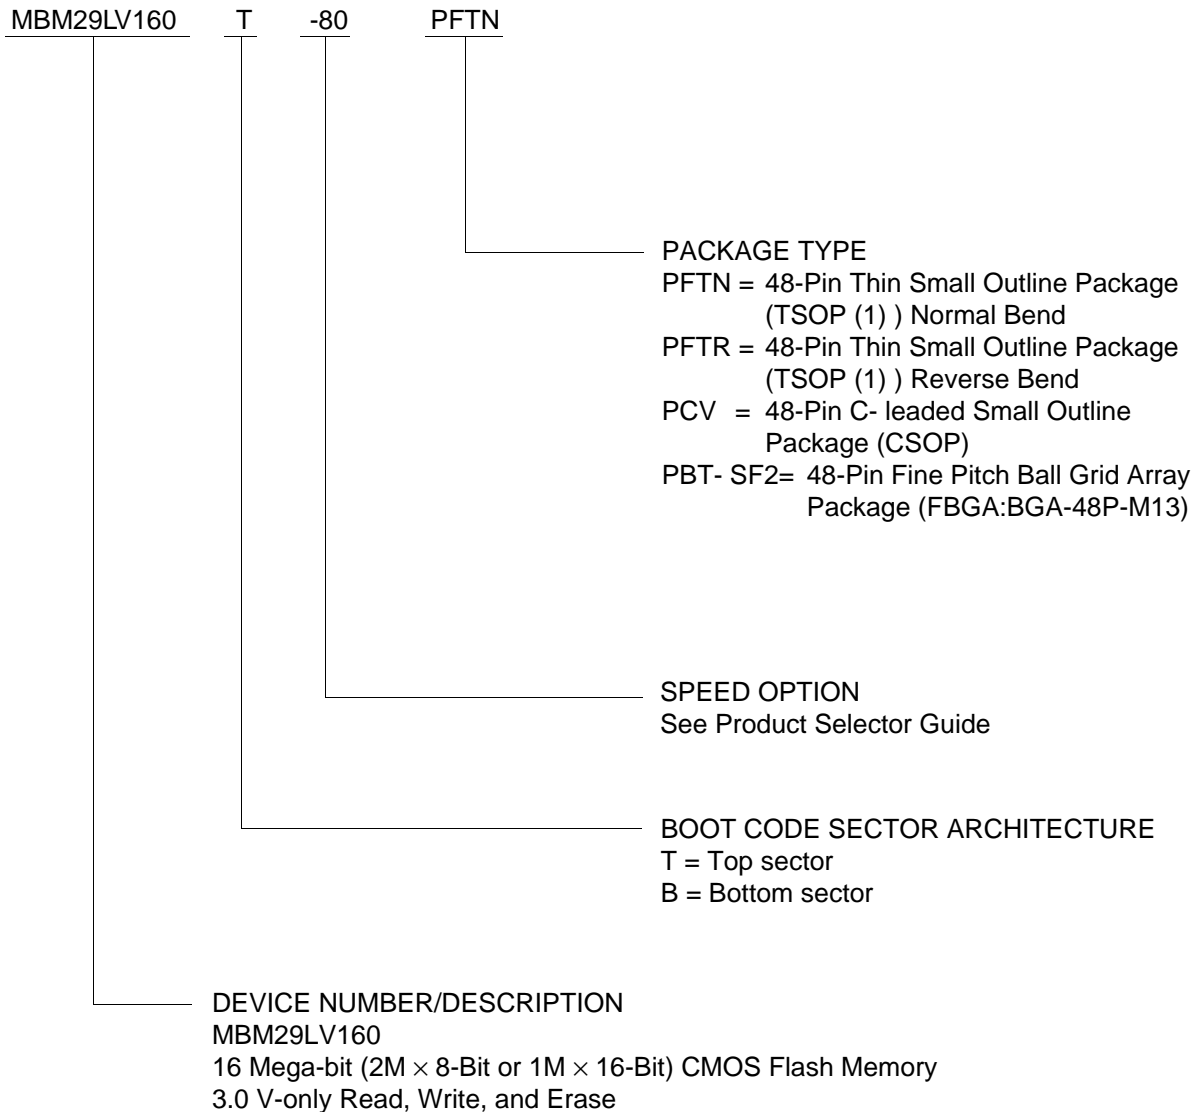 MBM29LV160 T -80 PFTN
PACKAGE TYPE
PFTN = 48-Pin Thin Small Outline Package
(TSOP (1) ) Normal Bend
PFTR = 48-Pin Thin Small Outline Package
(TSOP (1) ) Reverse Bend
PCV = 48-Pin C- leaded Small Outline
Package (CSOP)
PBT- SF2= 48-Pin Fine Pitch Ball Grid Array
Package (FBGA:BGA-48P-M13)
SPEED OPTION
See Product Selector Guide
BOOT CODE SECTOR ARCHITECTURE
T = Top sector
B = Bottom sector
DEVICE NUMBER/DESCRIPTION
MBM29LV160
16 Mega-bit (2M × 8-Bit or 1M × 16-Bit) CMOS Flash Memory
3.0 V-only Read, Write, and Erase